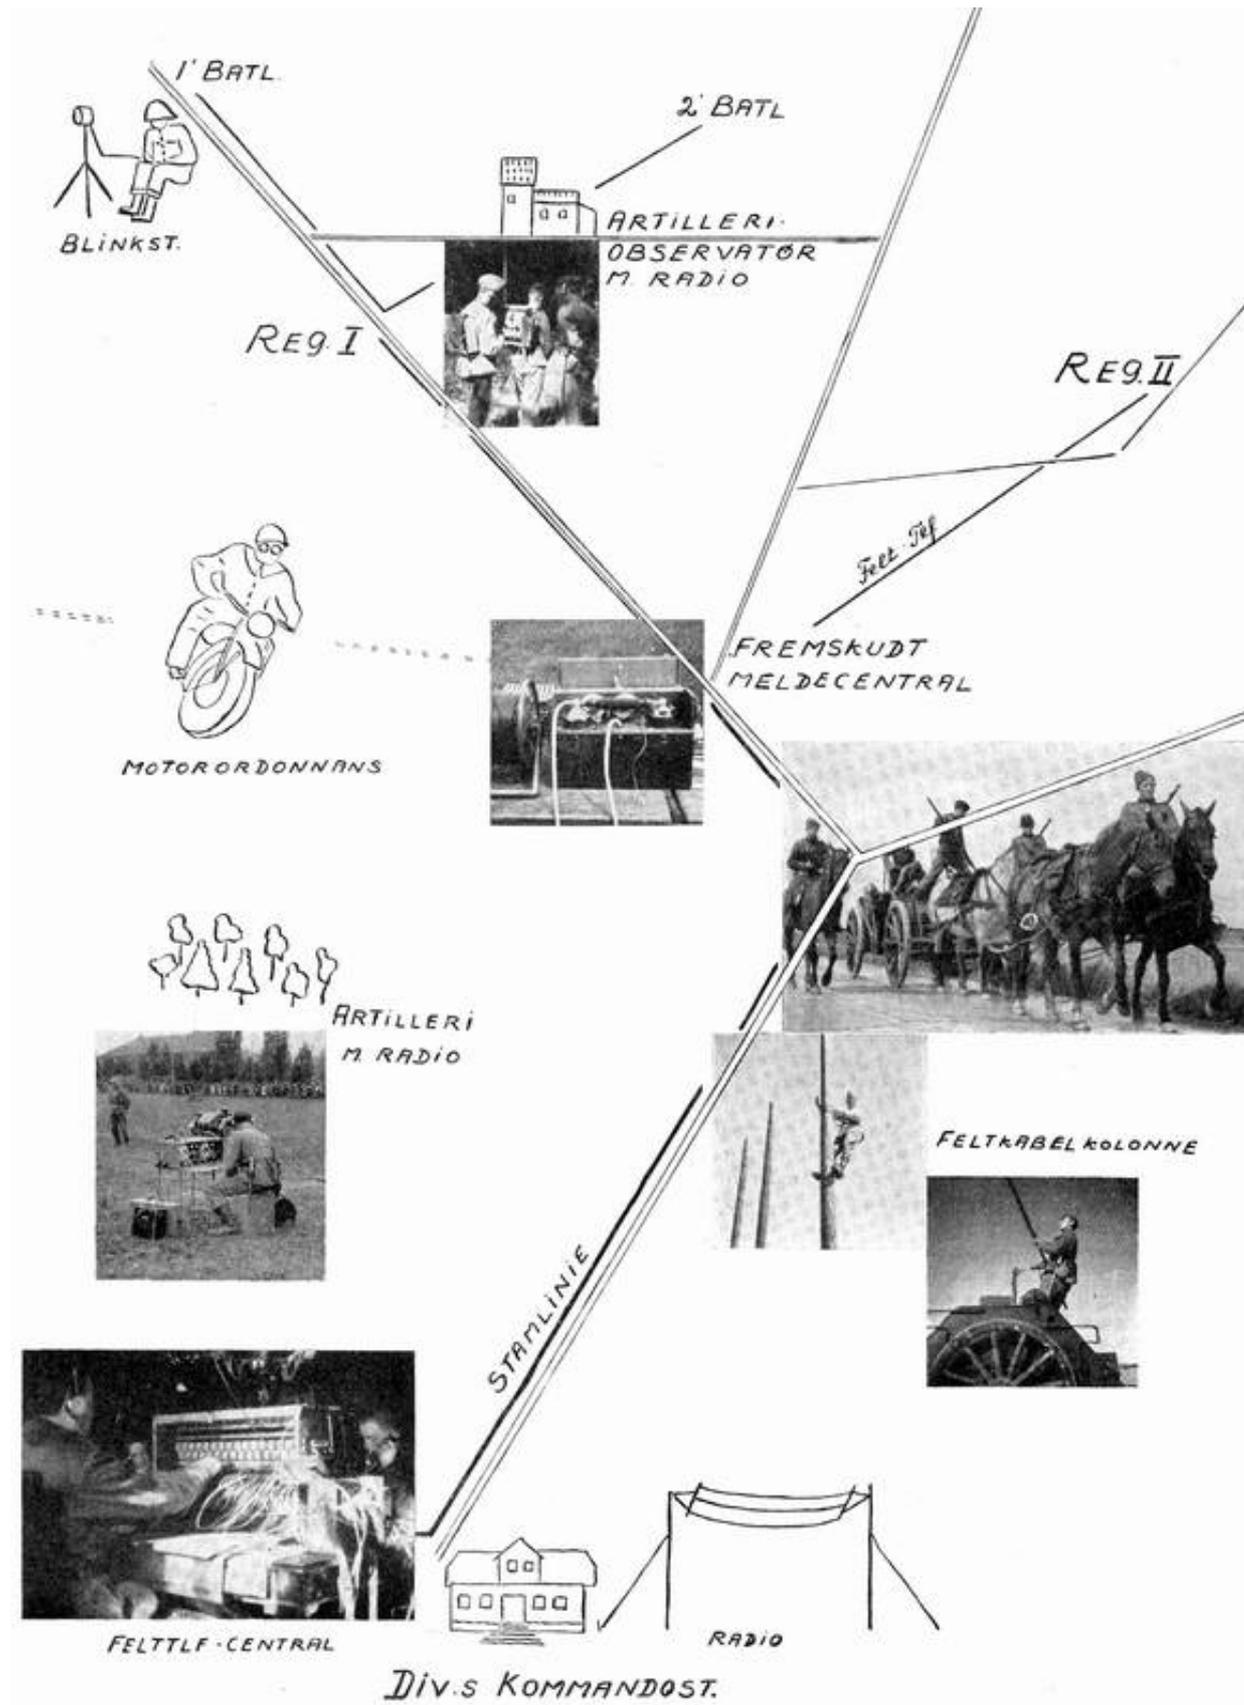 1' BATL.
2' BATL
BLINKST.
ARTILLERI-
OBSERVATØR
M. RADIO
REG. I
REG. II
Felt-Tlf
FREMSKUDT
MELDECENTRAL
MOTORORDONNANS
ARTILLERI
M. RADIO
FELTKABELKOLONNE
STAMLINIE
FELTTLF-CENTRAL
RADIO
DIV.S KOMMANDOST.